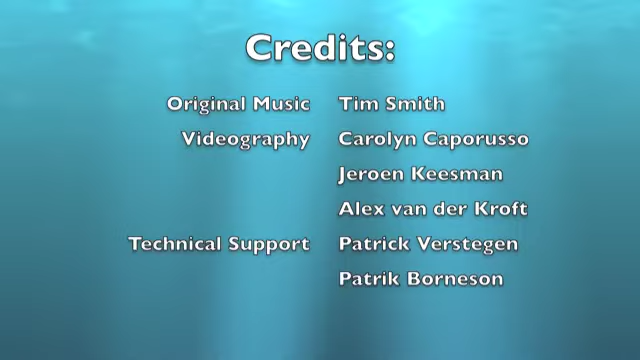 Credits:
Original Music Tim Smith
Videography Carolyn Caporusso
Jeroen Keesman
Alex van der Kroft
Technical Support Patrick Verstegen
Patrik Borneson